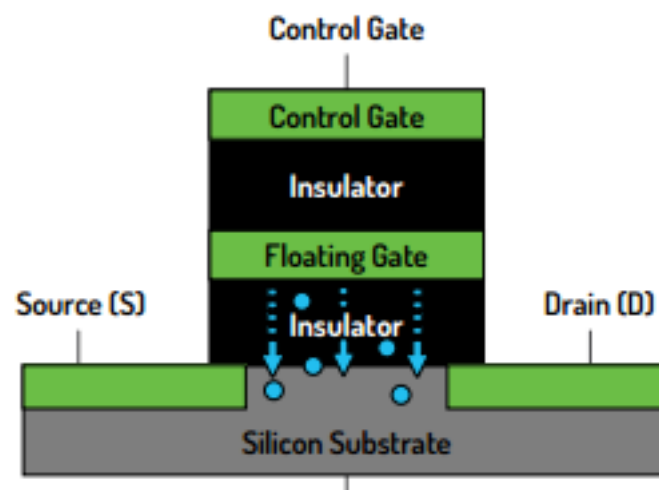 Control Gate
Control Gate
Insulator
Floating Gate
Source (S)
Insulator
Drain (D)
Silicon Substrate